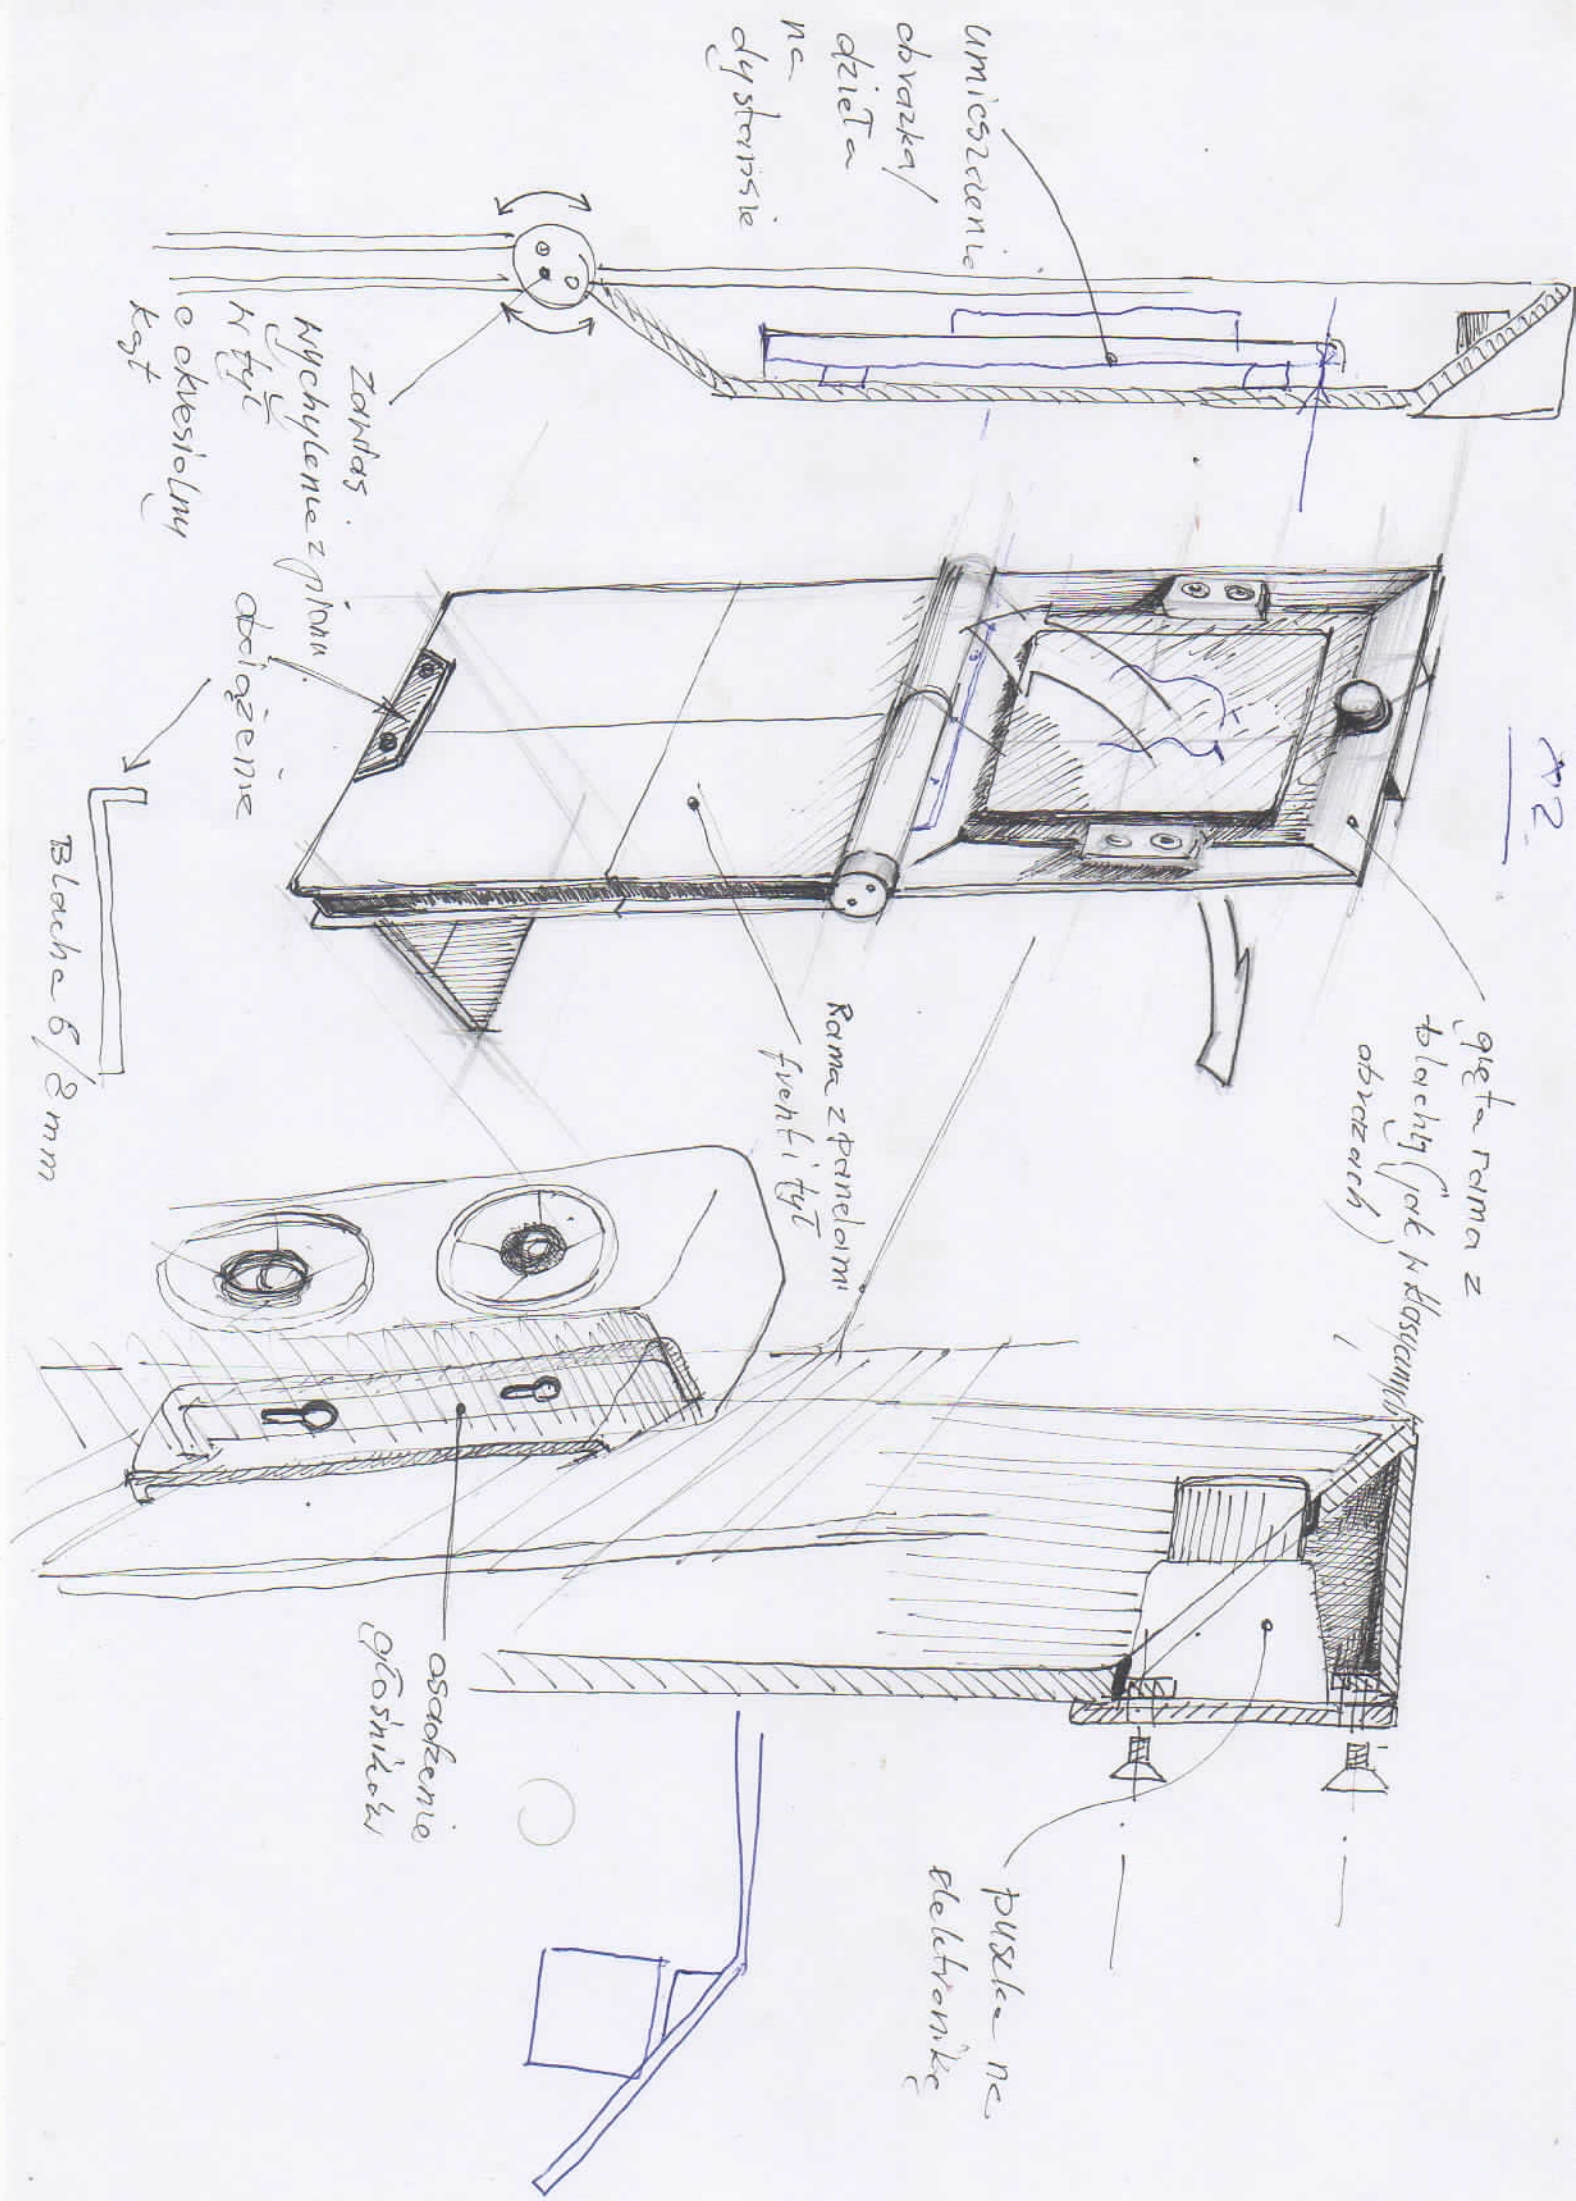 umieszczenie
obrazka/
dzieła
na
dystansie
zawias
wychylenie z pionu
w tył
o określony
kąt
obciążenie
Blacha 6/8 mm
Rama z panelami
front i tył
gięta rama z
blachy (jak w klasycznych
obrazach)
osadzenie
głośników
puszka na
elektronikę